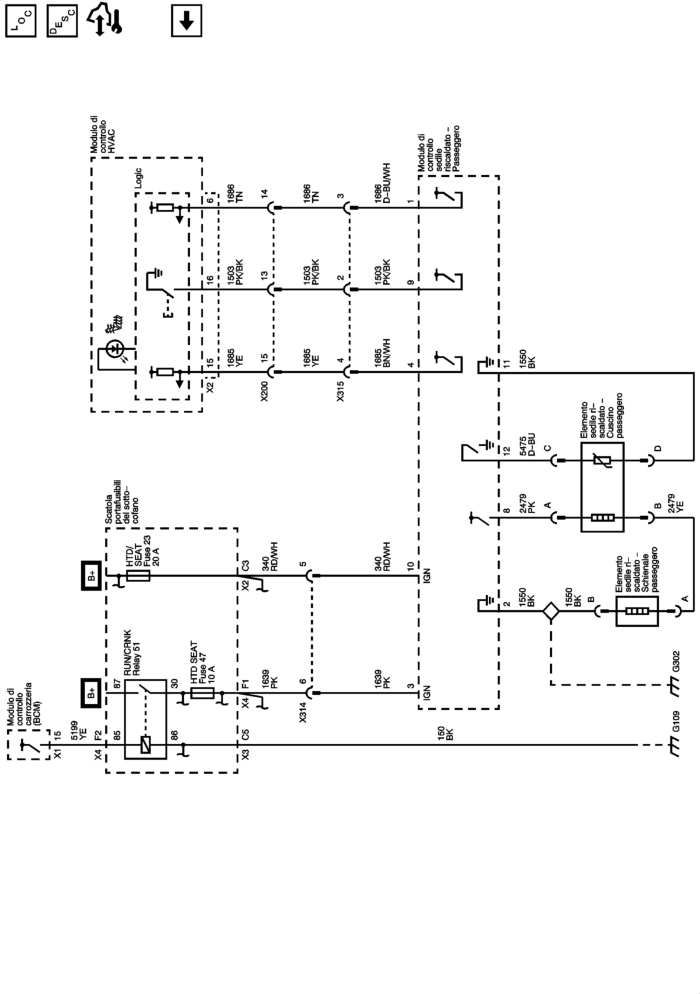 LOC
DESC
Modulo di
controllo
HVAC
Logic
6
16
15
X2
1686
TN
1503
PK/BK
1685
YE
14
13
15
X200
1686
TN
1503
PK/BK
1685
YE
3
2
4
X315
1686
D-BU/WH
1503
PK/BK
1685
BN/WH
1
9
4
Modulo di
controllo
sedile
riscaldato –
Passeggero
11
1550
BK
12
5475
D-BU
C
D
8
2479
PK
A
B
2479
YE
Elemento
sedile ri–
scaldato –
Cuscino
passeggero
2
1550
BK
1550
BK
B
A
Elemento
sedile ri–
scaldato –
Schienale
passeggero
G302
G109
Scatola
portafusibili
del sotto–
cofano
B+
HTD/
SEAT
Fuse 23
20 A
C3
X2
340
RD/WH
5
340
RD/WH
10
IGN
B+
87
RUN/CRNK
Relay 51
30
HTD SEAT
Fuse 47
10 A
F1
X4
1639
PK
6
X314
1639
PK
3
IGN
Modulo di
controllo
carrozzeria
(BCM)
15
X1
5199
YE
F2
X4
85
86
C5
X3
150
BK